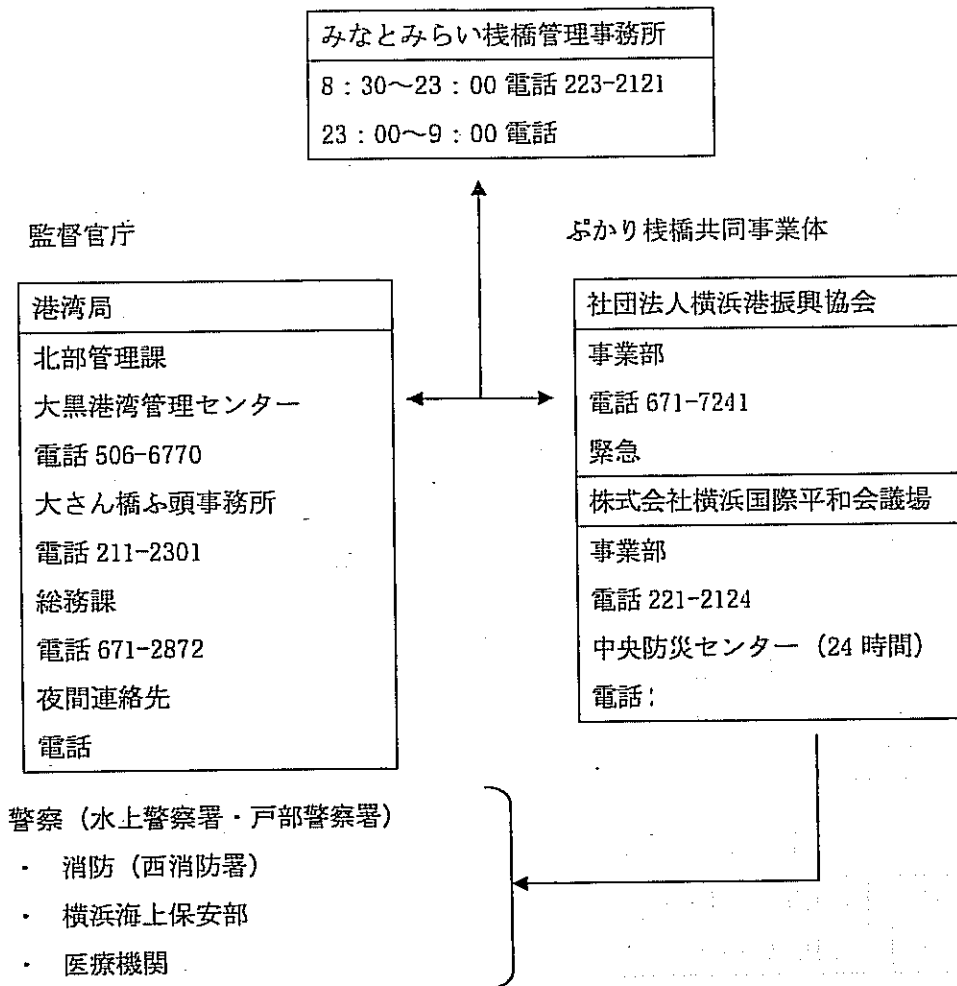 みなとみらい桟橋管理事務所
8：30～23：00 電話 223-2121
23：00～9：00 電話
監督官庁
港湾局
北部管理課
大黒港湾管理センター
電話 506-6770
大さん橋ふ頭事務所
電話 211-2301
総務課
電話 671-2872
夜間連絡先
電話
ぷかり桟橋共同事業体
社団法人横浜港振興協会
事業部
電話 671-7241
緊急
株式会社横浜国際平和会議場
事業部
電話 221-2124
中央防災センター（24 時間）
電話：
警察（水上警察署・戸部警察署）
・ 消防（西消防署）
・ 横浜海上保安部
・ 医療機関